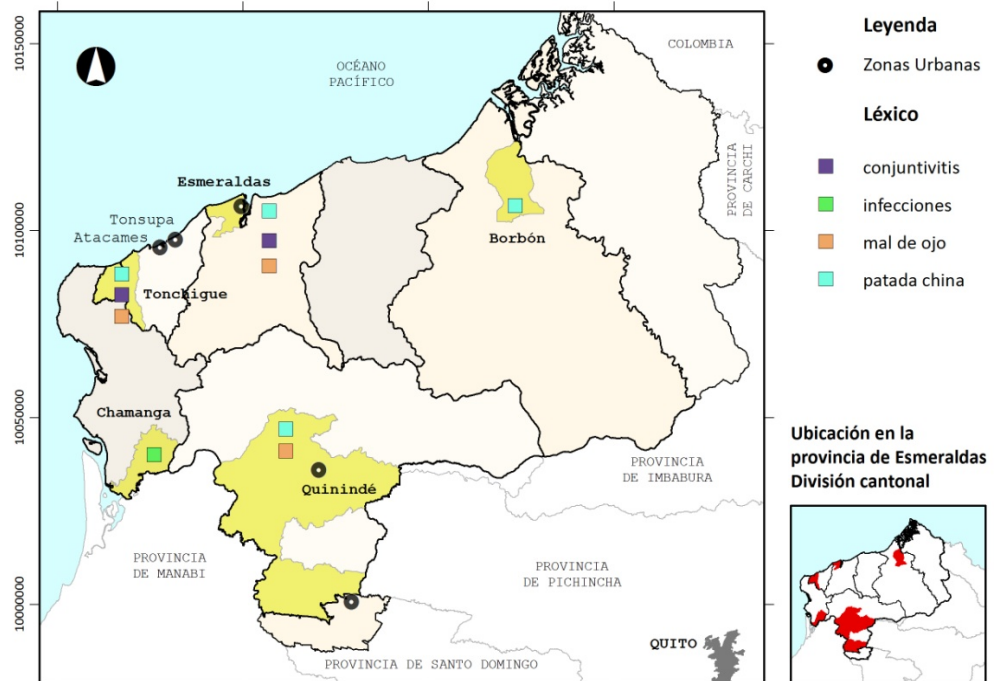 10150000
10100000
10050000
10000000
OCÉANO
PACÍFICO
COLOMBIA
PROVINCIA
DE CARCHI
Esmeraldas
Tonsupa
Atacames
Tonchigue
Borbón
Chamanga
Quinindé
PROVINCIA
DE IMBABURA
PROVINCIA
DE MANABI
PROVINCIA
DE PICHINCHA
QUITO
PROVINCIA DE SANTO DOMINGO
Leyenda
Zonas Urbanas
Léxico
conjuntivitis
infecciones
mal de ojo
patada china
Ubicación en la
provincia de Esmeraldas
División cantonal